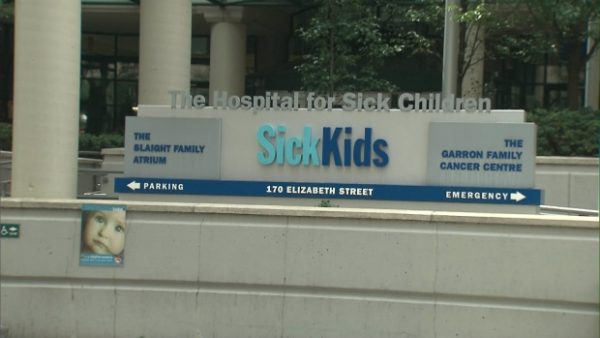 The Hospital for Sick Children
THE
SLAIGHT FAMILY
ATRIUM
SickKids
THE
GARRON FAMILY
CANCER CENTRE
PARKING
170 ELIZABETH STREET
EMERGENCY